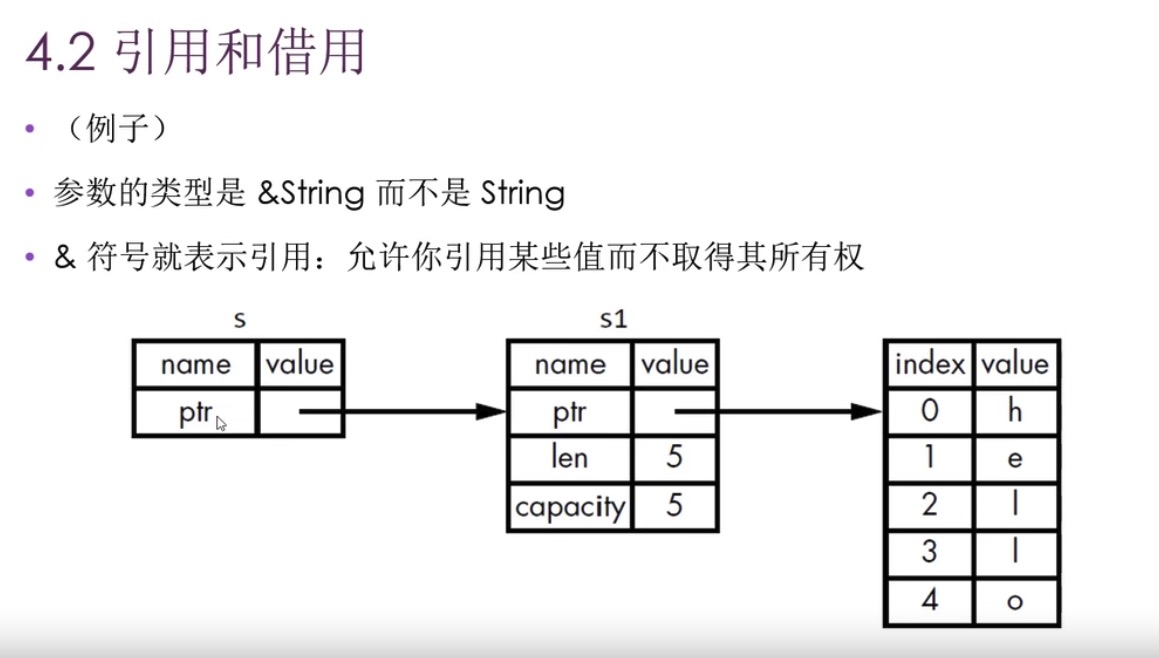 4.2 引用和借用
• （例子）
• 参数的类型是 &String 而不是 String
• & 符号就表示引用：允许你引用某些值而不取得其所有权
s
name value
ptr
s1
name value
ptr
len 5
capacity 5
index value
0 h
1 e
2 l
3 l
4 o